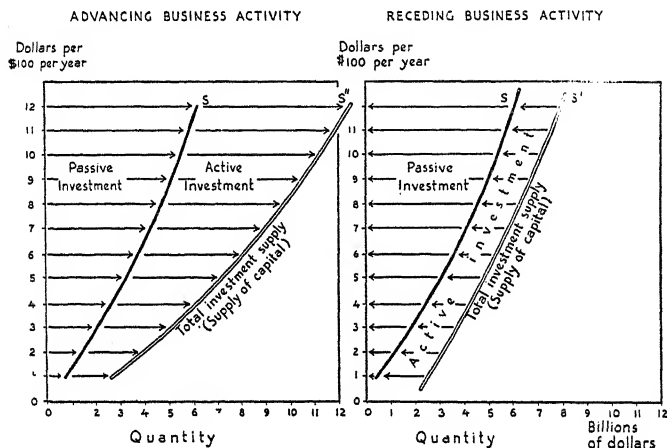 ADVANCING BUSINESS ACTIVITY
Dollars per
$100 per year
12
11
10
9
8
7
6
5
4
3
2
1
0
S
S"
Passive
Investment
Active
Investment
Total investment supply
(Supply of capital)
0 1 2 3 4 5 6 7 8 9 10 11 12
Quantity
RECEDING BUSINESS ACTIVITY
Dollars per
$100 per year
12
11
10
9
8
7
6
5
4
3
2
1
0
S
S'
Passive
Investment
Active investment
Total investment supply
(Supply of capital)
0 1 2 3 4 5 6 7 8 9 10 11 12
Quantity
Billions
of dollars